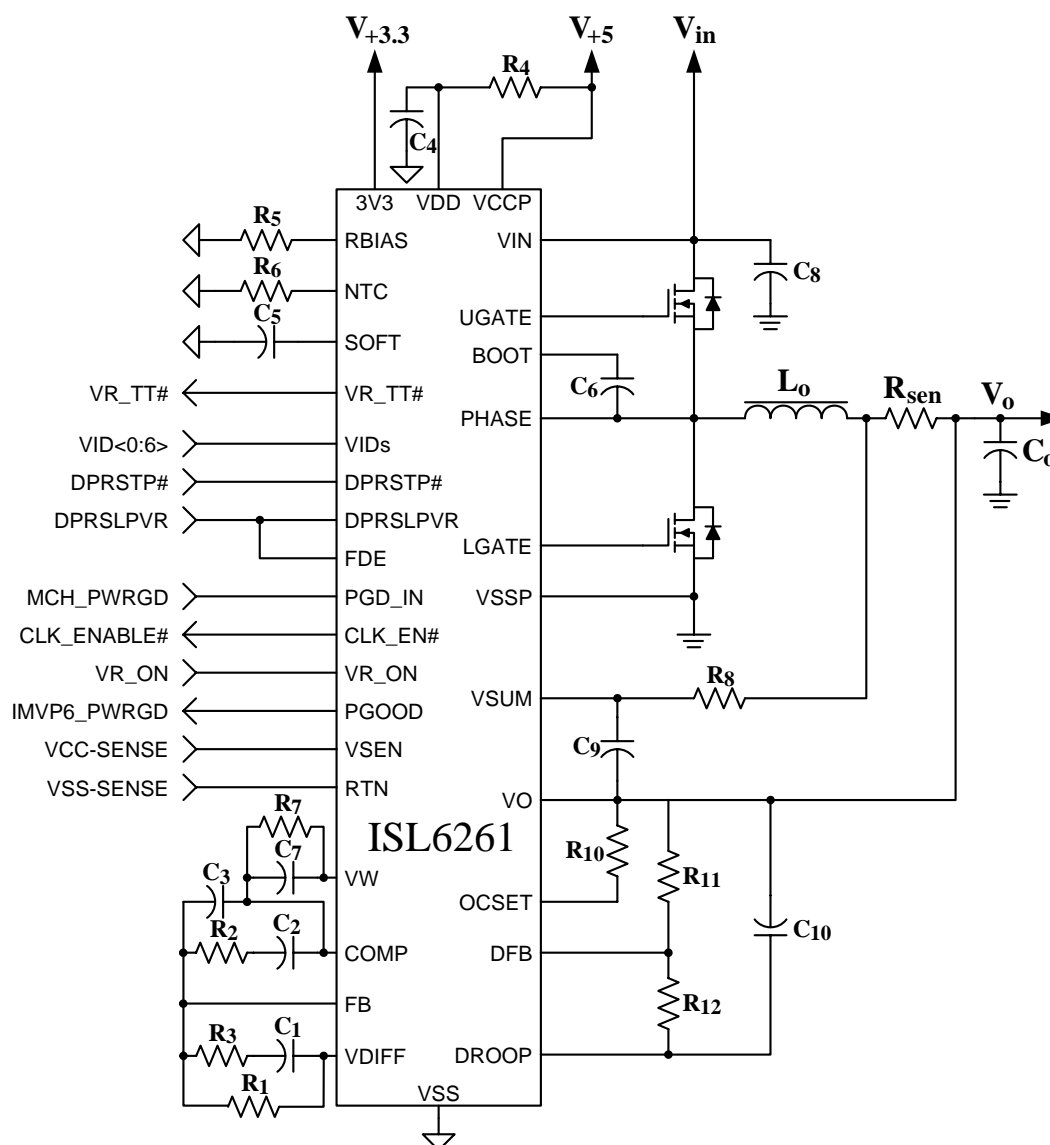 V+3.3
V+5
Vin
R4
C4
3V3 VDD VCCP
R5
RBIAS
VIN
R6
NTC
C8
C5
UGATE
SOFT
BOOT
VR_TT#
VR_TT#
C6
Lo
Rsen
Vo
PHASE
VID<0:6>
VIDs
Co
DPRSTP#
DPRSTP#
DPRSLPVR
DPRSLPVR
LGATE
FDE
MCH_PWRGD
PGD_IN
VSSP
CLK_ENABLE#
CLK_EN#
VR_ON
VR_ON
R8
VSUM
IMVP6_PWRGD
PGOOD
VCC-SENSE
VSEN
C9
VSS-SENSE
RTN
VO
R7
ISL6261
R10
C7
VW
R11
C3
OCSET
C10
R2
C2
COMP
DFB
FB
R12
R3
C1
VDIFF
DROOP
R1
VSS